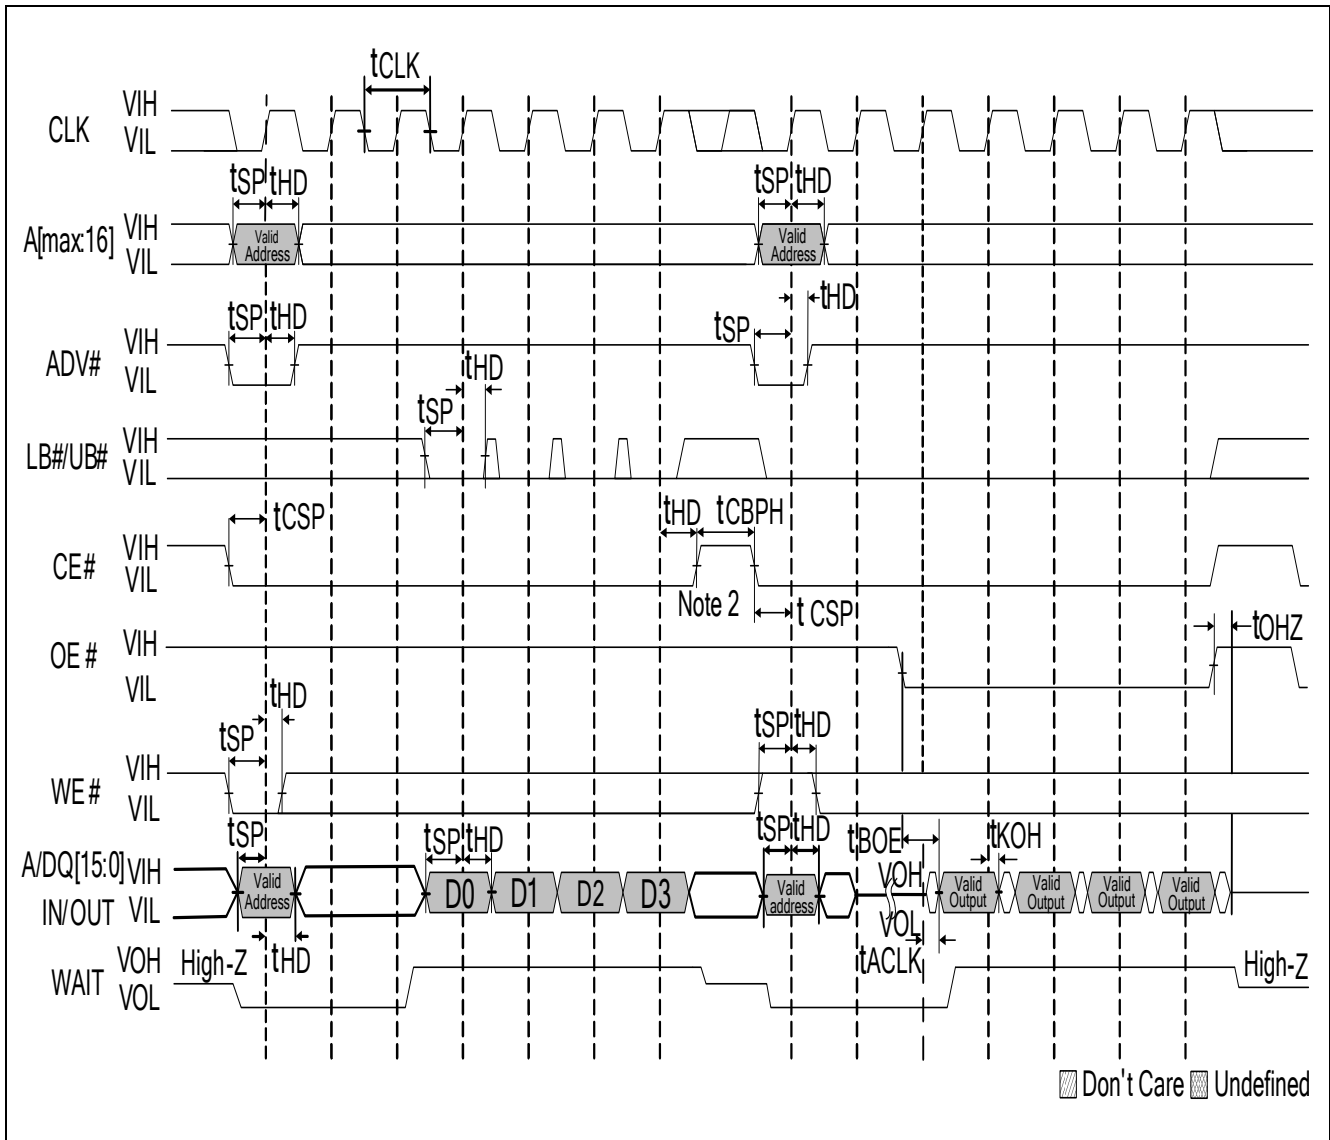 tCLK
CLK VIH
VIL
tSP tHD tSP tHD
A[max:16] VIH
VIL
Valid Address Valid Address
tSP tHD tSP tHD
ADV# VIH
VIL
tSP tHD
LB#/UB# VIH
VIL
tCSP tHD tCBPH
CE# VIH
VIL
Note 2 tCSP
OE# VIH
VIL
tOHZ
tSP tHD tSP tHD
WE# VIH
VIL
tSP tSP tHD tSP tHD tBOE tKOH
A/DQ[15:0] VIH
IN/OUT VIL
Valid Address D0 D1 D2 D3 Valid address VOH Valid Output Valid Output Valid Output Valid Output
VOL
tHD tACLK
WAIT VOH High-Z High-Z
VOL
Don't Care Undefined